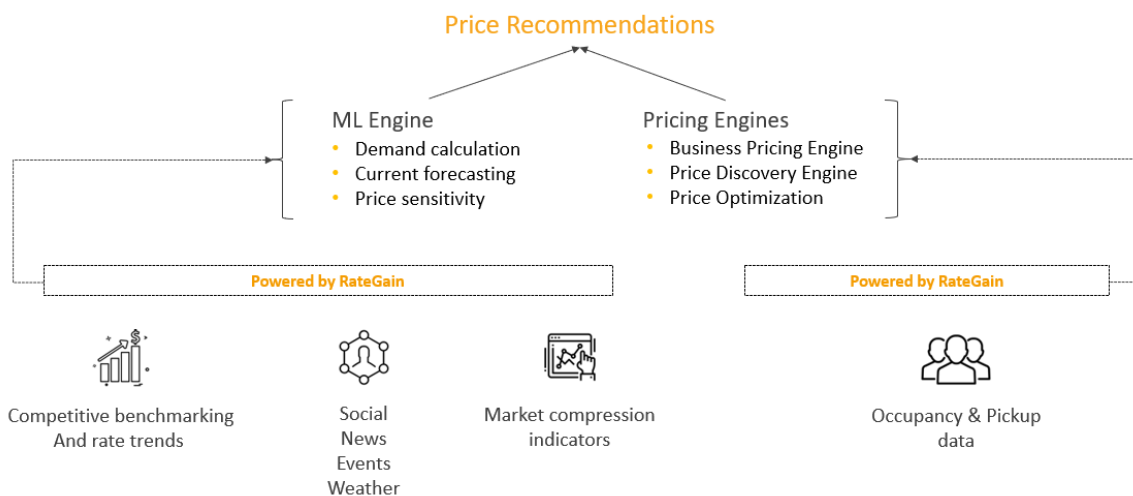 Price Recommendations
ML Engine
• Demand calculation
• Current forecasting
• Price sensitivity
Pricing Engines
• Business Pricing Engine
• Price Discovery Engine
• Price Optimization
Powered by RateGain
Powered by RateGain
$
Competitive benchmarking
And rate trends
Social
News
Events
Weather
Market compression
indicators
Occupancy & Pickup
data